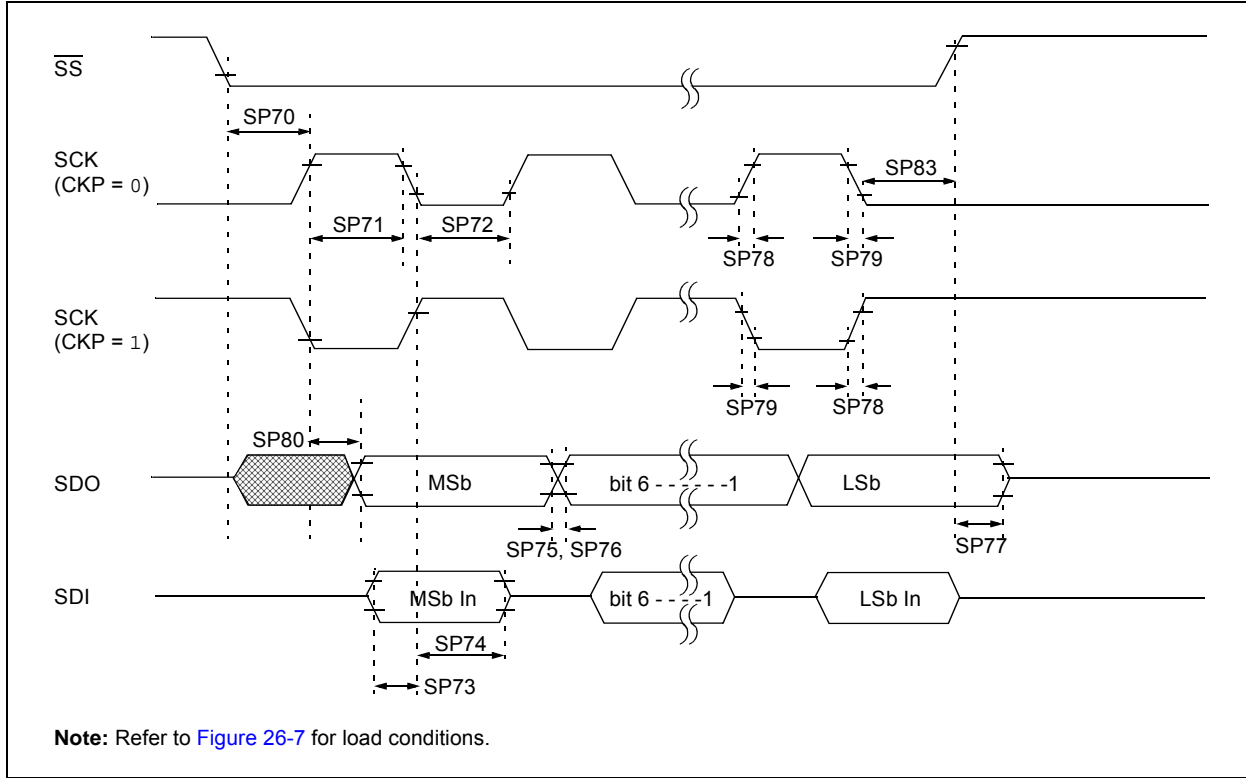 SS
SP70
SCK
(CKP = 0)
SP83
SP71
SP72
SP78
SP79
SCK
(CKP = 1)
SP79
SP78
SP80
SDO
MSb
bit 6 - - - - - -1
LSb
SP75, SP76
SP77
SDI
MSb In
bit 6 - - - -1
LSb In
SP74
SP73
Note: Refer to Figure 26-7 for load conditions.